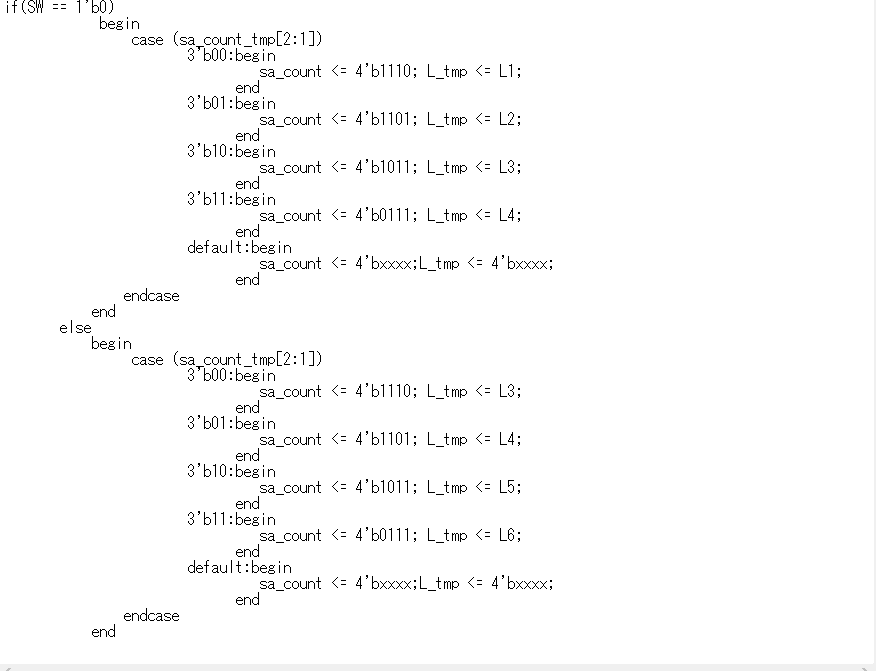 if(SW == 1'b0)
begin
case (sa_count_tmp[2:1])
3'b00:begin
sa_count <= 4'b1110; L_tmp <= L1;
end
3'b01:begin
sa_count <= 4'b1101; L_tmp <= L2;
end
3'b10:begin
sa_count <= 4'b1011; L_tmp <= L3;
end
3'b11:begin
sa_count <= 4'b0111; L_tmp <= L4;
end
default:begin
sa_count <= 4'bxxxx;L_tmp <= 4'bxxxx;
end
endcase
end
else
begin
case (sa_count_tmp[2:1])
3'b00:begin
sa_count <= 4'b1110; L_tmp <= L3;
end
3'b01:begin
sa_count <= 4'b1101; L_tmp <= L4;
end
3'b10:begin
sa_count <= 4'b1011; L_tmp <= L5;
end
3'b11:begin
sa_count <= 4'b0111; L_tmp <= L6;
end
default:begin
sa_count <= 4'bxxxx;L_tmp <= 4'bxxxx;
end
endcase
end